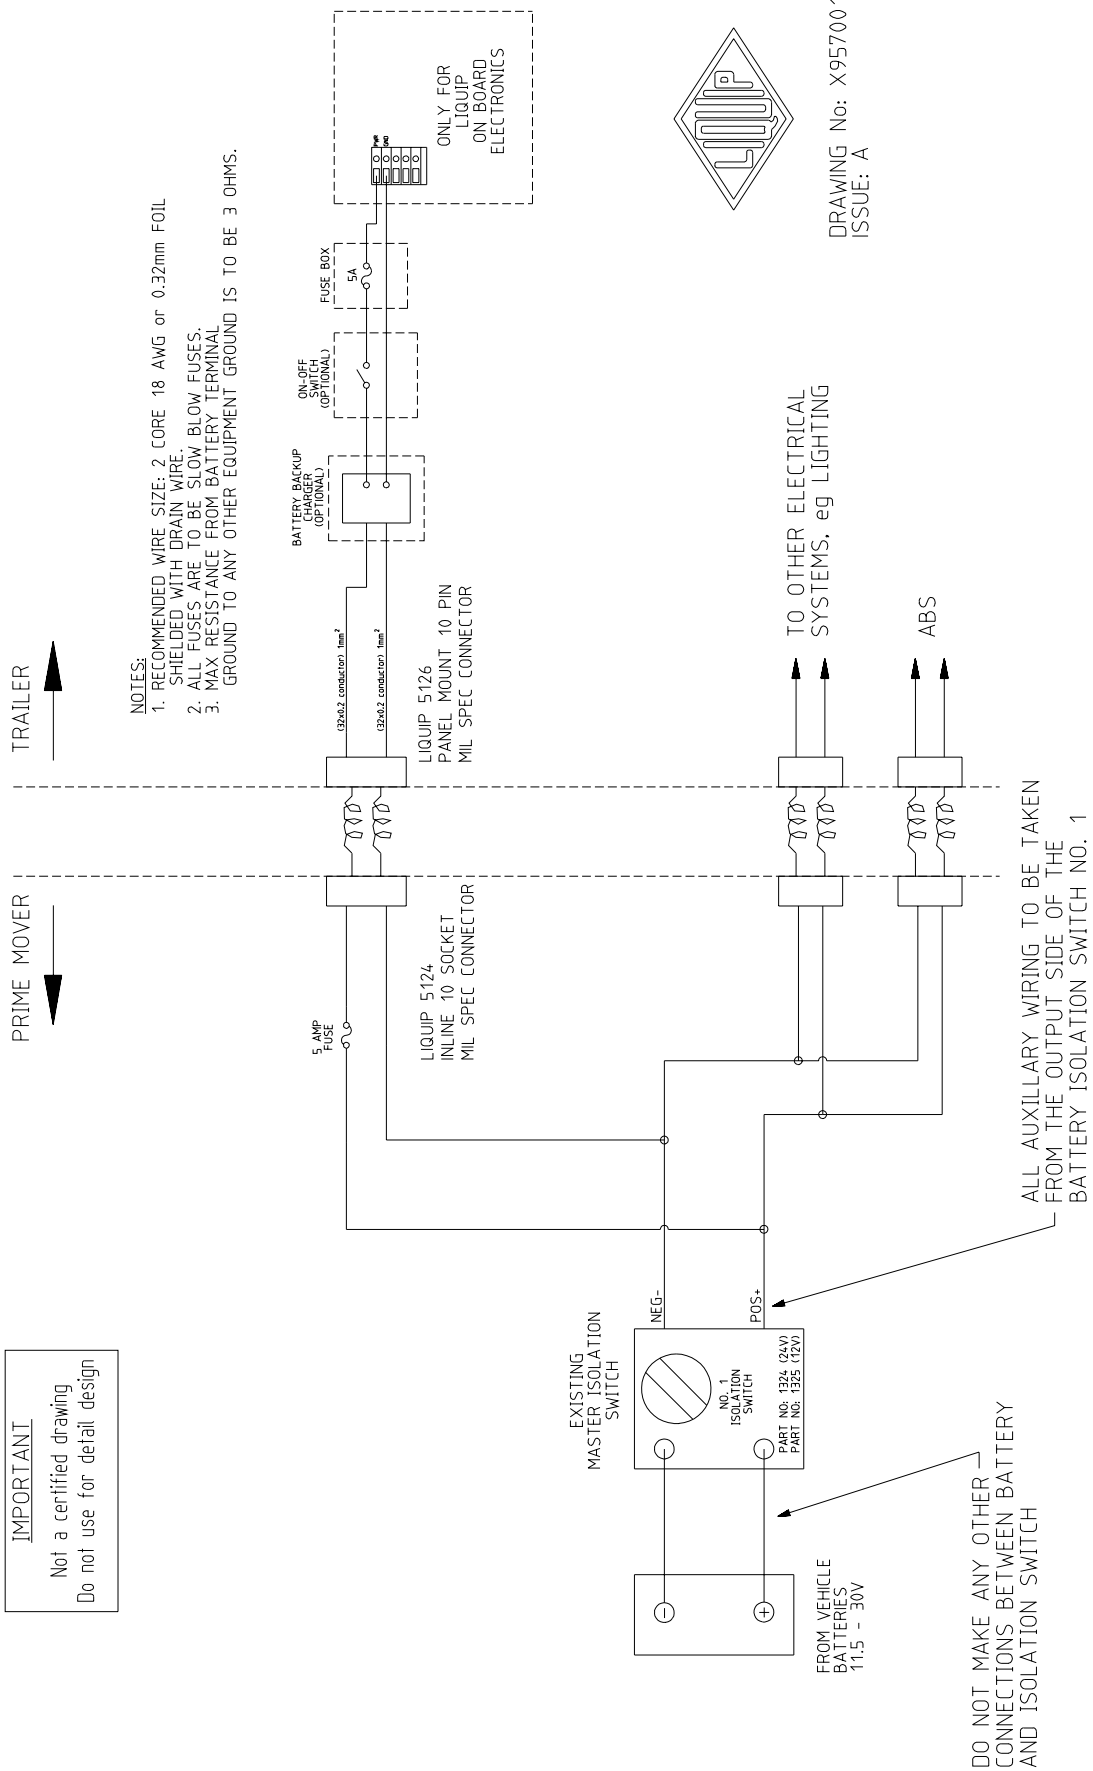 IMPORTANT
Not a certified drawing
Do not use for detail design
PRIME MOVER
TRAILER
NOTES:
1. RECOMMENDED WIRE SIZE: 2 CORE 18 AWG or 0.32mm FOIL
SHIELDED WITH DRAIN WIRE.
2. ALL FUSES ARE TO BE SLOW BLOW FUSES.
3. MAX RESISTANCE FROM BATTERY TERMINAL
GROUND TO ANY OTHER EQUIPMENT GROUND IS TO BE 3 OHMS.
5 AMP
FUSE
LIQUIP 5124
INLINE 10 SOCKET
MIL SPEC CONNECTOR
(32x0.2 conductor) 1mm²
(32x0.2 conductor) 1mm²
LIQUIP 5126
PANEL MOUNT 10 PIN
MIL SPEC CONNECTOR
BATTERY BACKUP
CHARGER
(OPTIONAL)
ON-OFF
SWITCH
(OPTIONAL)
FUSE BOX
5A
PWR
GND
ONLY FOR
LIQUIP
ON BOARD
ELECTRONICS
EXISTING
MASTER ISOLATION
SWITCH
NEG-
POS+
NO. 1
ISOLATION
SWITCH
PART NO: 1324 (24V)
PART NO: 1325 (12V)
-
+
FROM VEHICLE
BATTERIES
11.5 - 30V
DO NOT MAKE ANY OTHER
CONNECTIONS BETWEEN BATTERY
AND ISOLATION SWITCH
ALL AUXILLARY WIRING TO BE TAKEN
FROM THE OUTPUT SIDE OF THE
BATTERY ISOLATION SWITCH NO. 1
TO OTHER ELECTRICAL
SYSTEMS, eg LIGHTING
ABS
LIQUIP
DRAWING No: X957001
ISSUE: A